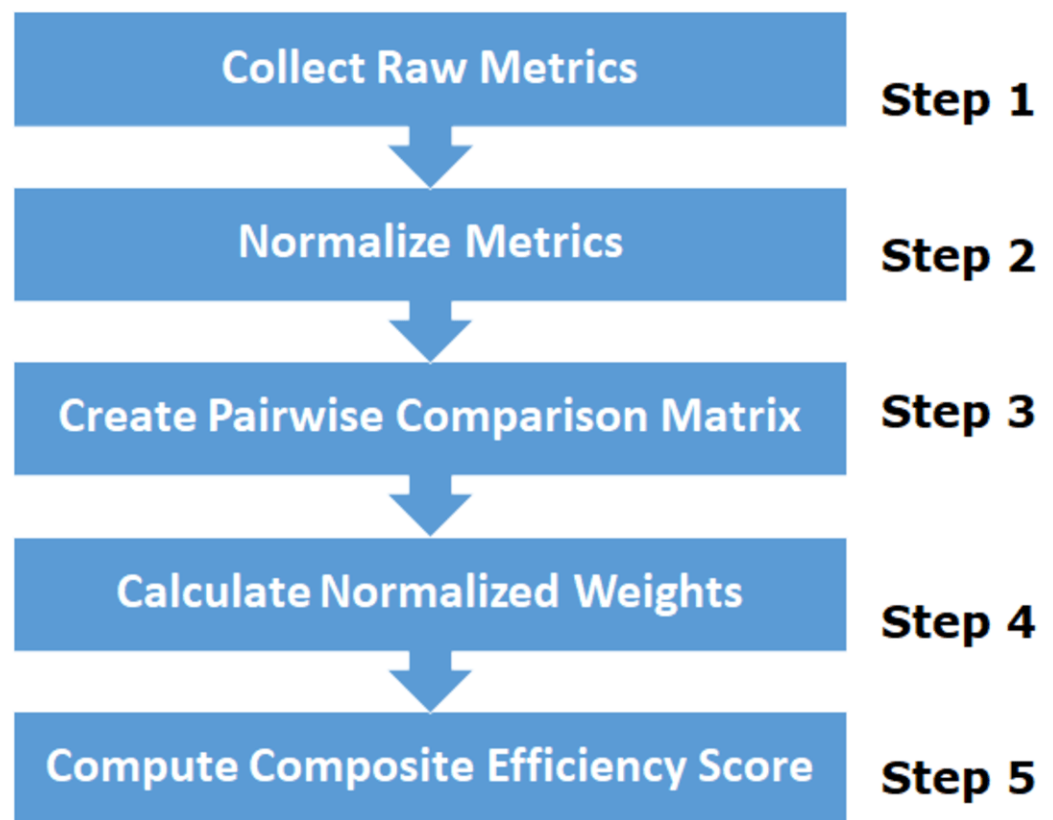 Collect Raw Metrics
Step 1
Normalize Metrics
Step 2
Create Pairwise Comparison Matrix
Step 3
Calculate Normalized Weights
Step 4
Compute Composite Efficiency Score
Step 5